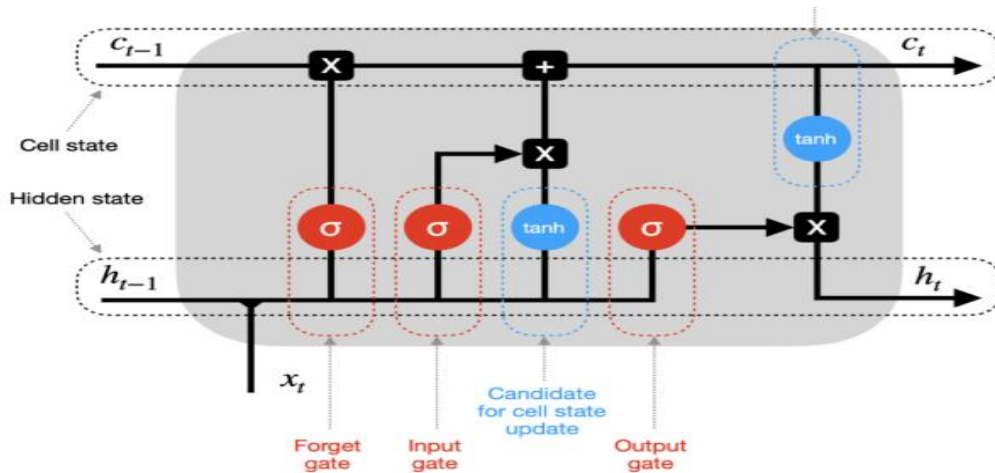 c_{t-1}
c_t
X
+
tanh
X
Cell state
Hidden state
σ
σ
tanh
σ
X
h_{t-1}
h_t
x_t
Candidate
for cell state
update
Forget
gate
Input
gate
Output
gate